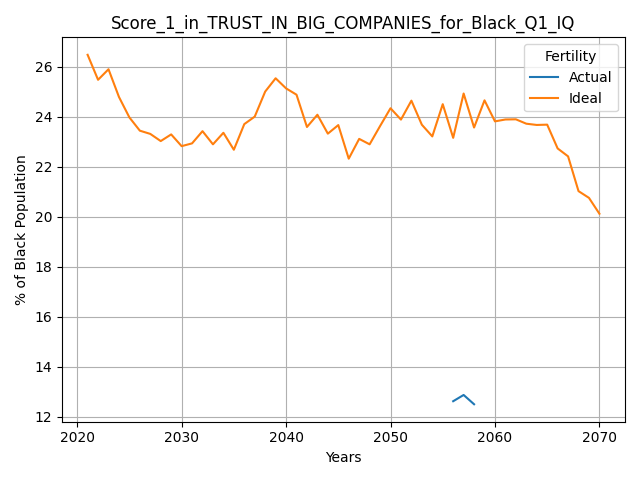 Score_1_in_TRUST_IN_BIG_COMPANIES_for_Black_Q1_IQ
Fertility
Actual
Ideal
% of Black Population
26
24
22
20
18
16
14
12
2020 2030 2040 2050 2060 2070
Years